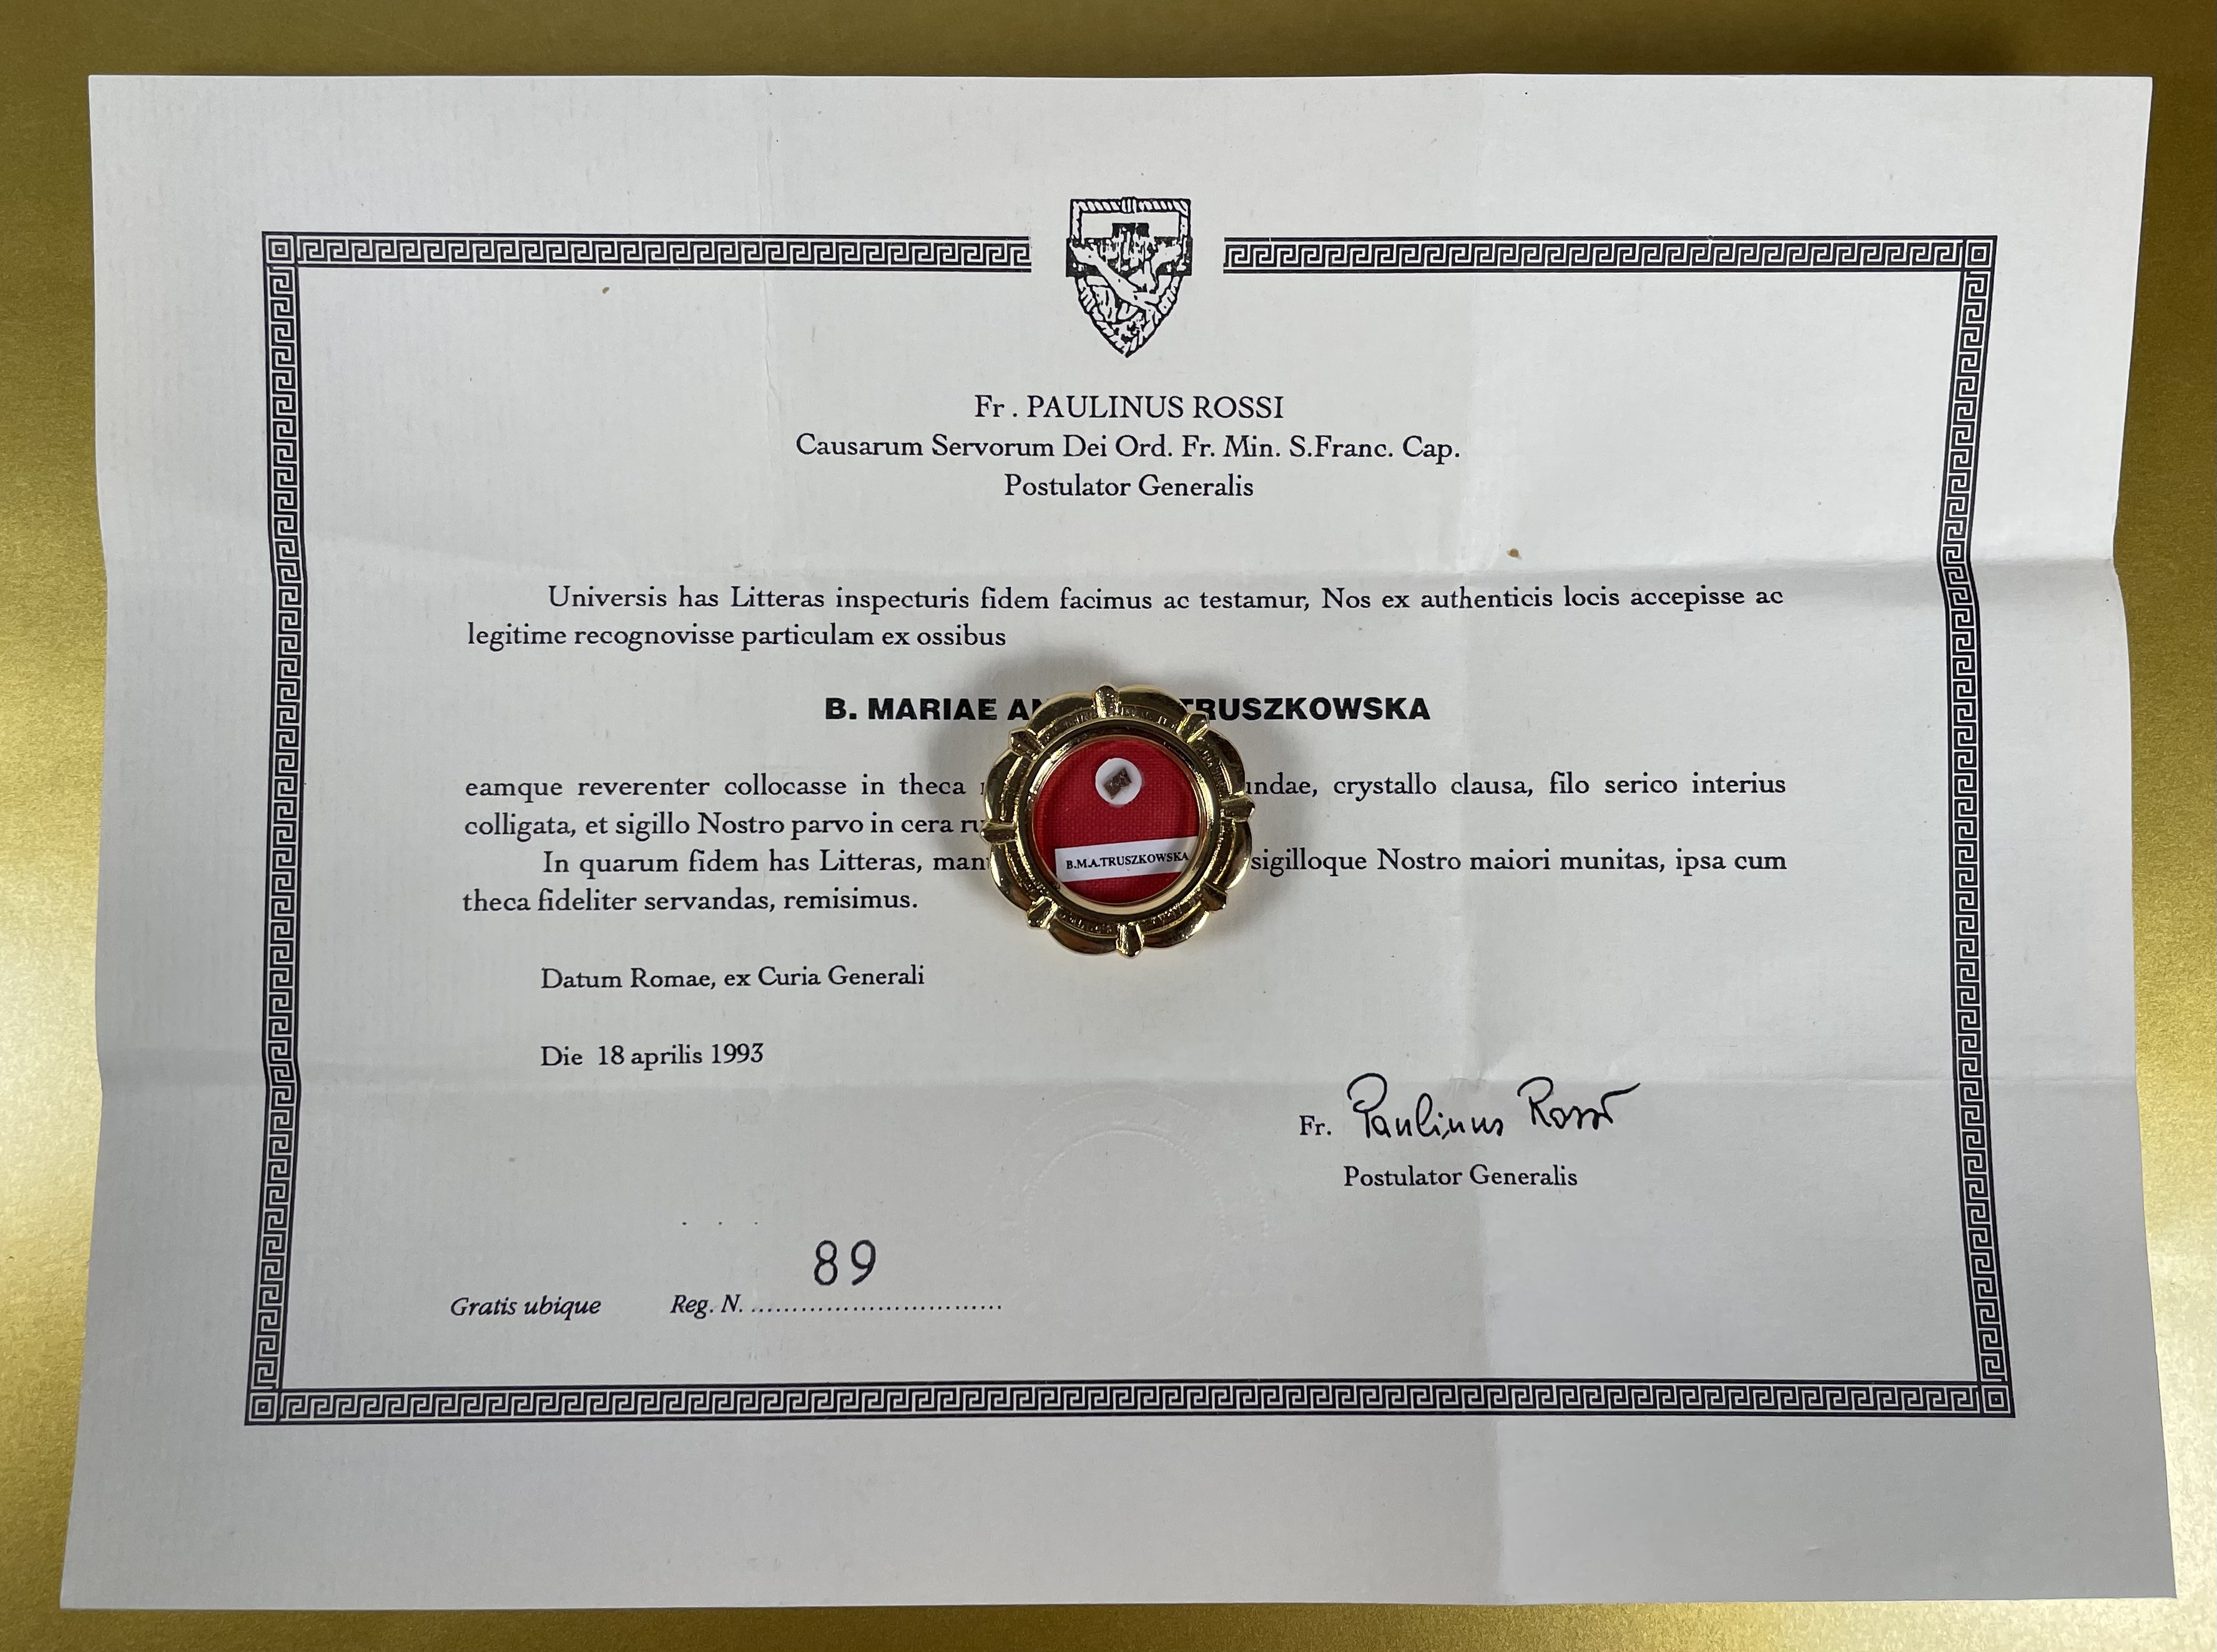 Fr . PAULINUS ROSSI
Causarum Servorum Dei Ord. Fr. Min. S.Franc. Cap.
Postulator Generalis
Universis has Litteras inspecturis fidem facimus ac testamur, Nos ex authenticis locis accepisse ac
legitime recognovisse particulam ex ossibus
B. MARIAE TRUSZKOWSKA
eamque reverenter collocasse in theca crystallo clausa, filo serico interius
colligata, et sigillo Nostro parvo in cera
In quarum fidem has Litteras, sigilloque Nostro maiori munitas, ipsa cum
theca fideliter servandas, remisimus.
B.M.A.TRUSZKOWSKA
Datum Romae, ex Curia Generali
Die 18 aprilis 1993
Fr. Paulinus Rossi
Postulator Generalis
89
Gratis ubique Reg. N. ....................................